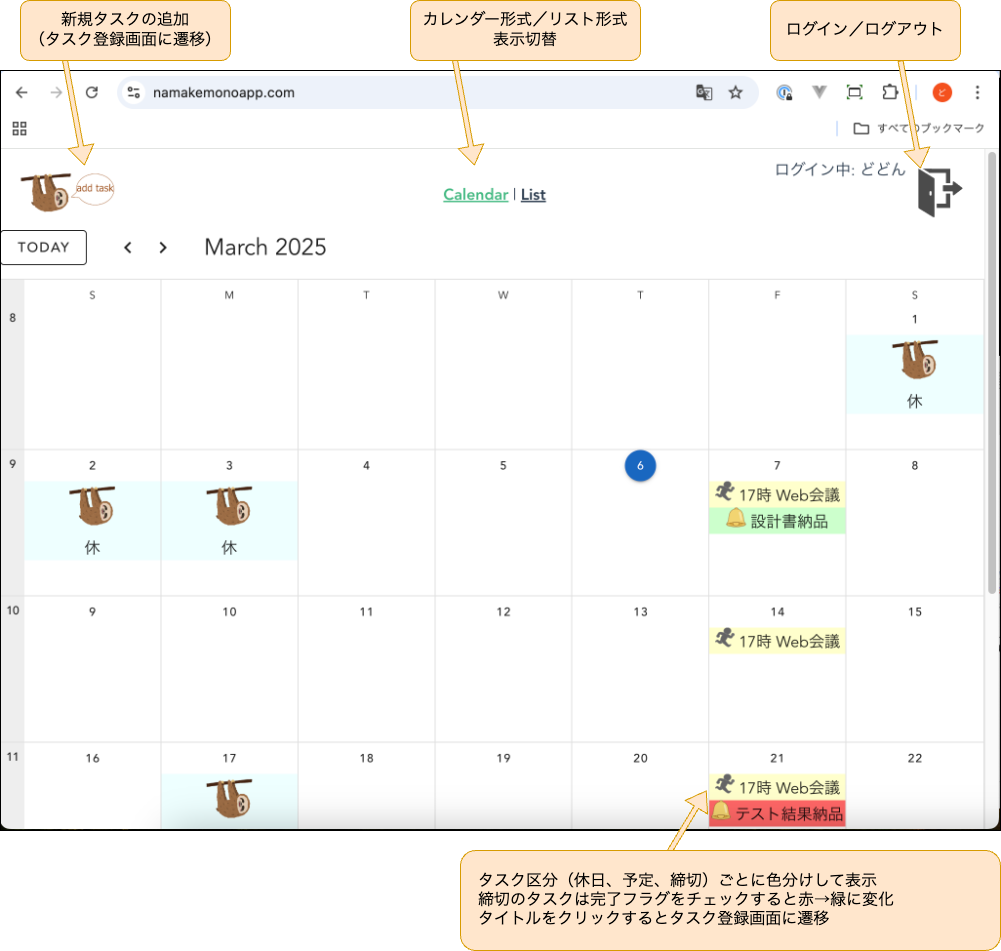 新規タスクの追加
（タスク登録画面に遷移）
カレンダー形式／リスト形式
表示切替
ログイン／ログアウト
namakemonoapp.com
ど
すべてのブックマーク
add task
Calendar | List
ログイン中: どどん
TODAY
March 2025
S M T W T F S
8
1
休
9
2 3 4 5 6 7 8
休 休
17時 Web会議
設計書納品
10
9 10 11 12 13 14 15
17時 Web会議
11
16 17 18 19 20 21 22
17時 Web会議
テスト結果納品
タスク区分（休日、予定、締切）ごとに色分けして表示
締切のタスクは完了フラグをチェックすると赤→緑に変化
タイトルをクリックするとタスク登録画面に遷移